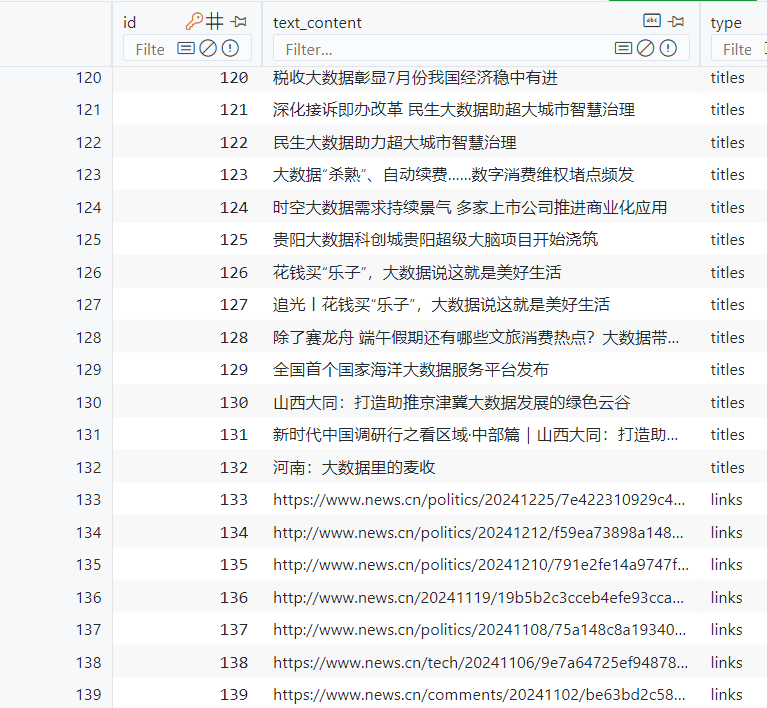 id text_content type
Filte Filter... Filte
120 120 税收大数据彰显7月份我国经济稳中有进 titles
121 121 深化接诉即办改革 民生大数据助超大城市智慧治理 titles
122 122 民生大数据助力超大城市智慧治理 titles
123 123 大数据“杀熟”、自动续费……数字消费维权堵点频发 titles
124 124 时空大数据需求持续景气 多家上市公司推进商业化应用 titles
125 125 贵阳大数据科创城贵阳超级大脑项目开始浇筑 titles
126 126 花钱买“乐子”，大数据说这就是美好生活 titles
127 127 追光丨花钱买“乐子”，大数据说这就是美好生活 titles
128 128 除了赛龙舟 端午假期还有哪些文旅消费热点？大数据带... titles
129 129 全国首个国家海洋大数据服务平台发布 titles
130 130 山西大同：打造助推京津冀大数据发展的绿色云谷 titles
131 131 新时代中国调研行之看区域·中部篇｜山西大同：打造助... titles
132 132 河南：大数据里的麦收 titles
133 133 https://www.news.cn/politics/20241225/7e422310929c4... links
134 134 http://www.news.cn/politics/20241212/f59ea73898a148... links
135 135 http://www.news.cn/politics/20241210/791e2fe14a9747f... links
136 136 http://www.news.cn/20241119/19b5b2c3cceb4efe93cca... links
137 137 http://www.news.cn/politics/20241108/75a148c8a19340... links
138 138 https://www.news.cn/tech/20241106/9e7a64725ef94878... links
139 139 https://www.news.cn/comments/20241102/be63bd2c58... links